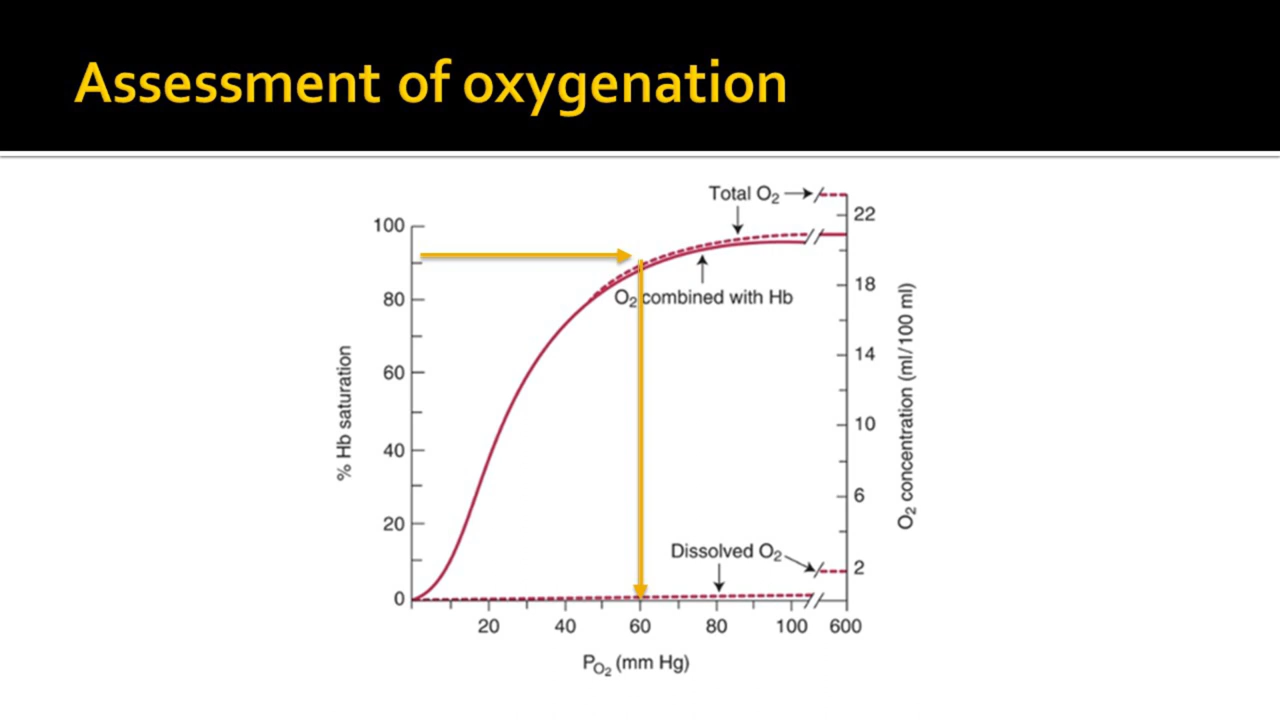 Assessment of oxygenation
Total O₂
100
80
60
40
20
0
% Hb saturation
O₂ combined with Hb
Dissolved O₂
22
18
14
10
6
2
O₂ concentration (ml/100 ml)
20 40 60 80 100 600
P_O₂ (mm Hg)